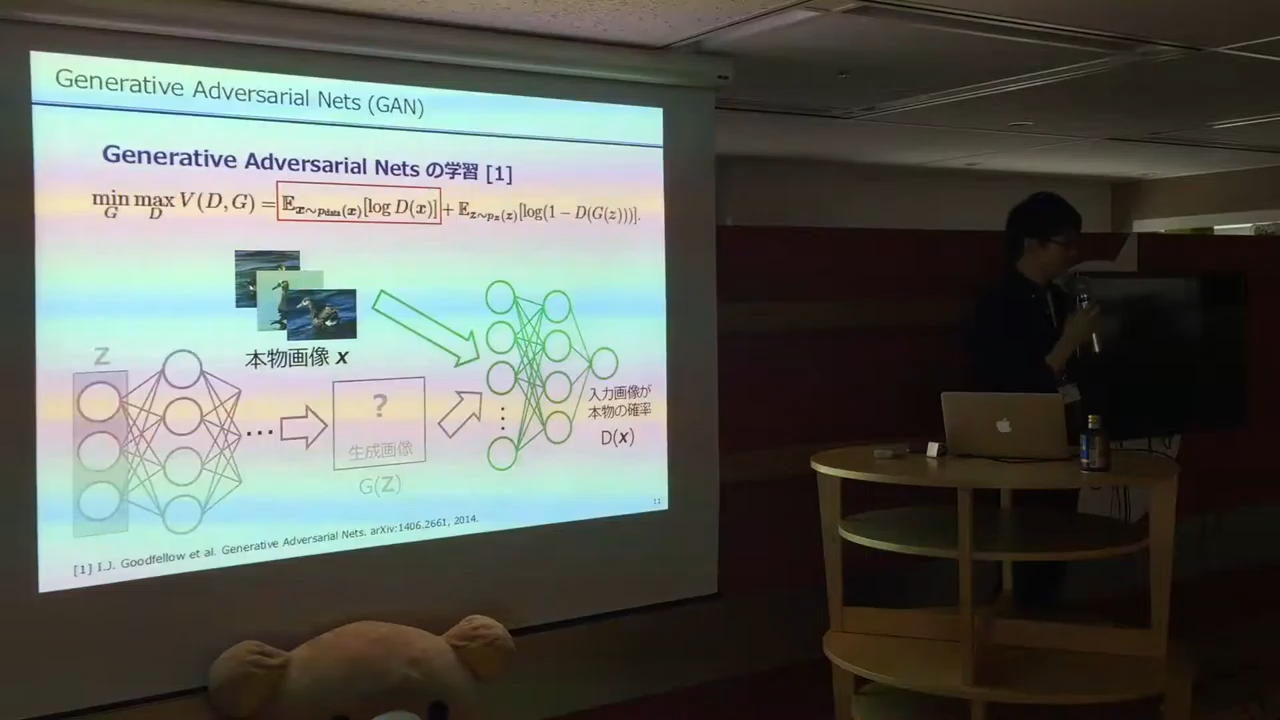 Generative Adversarial Nets (GAN)
Generative Adversarial Nets の学習 [1]
min max V(D, G) = 𝔼x∼pdata(x)[log D(x)] + 𝔼z∼pz(z)[log(1 − D(G(z)))].
G D
本物画像 x
Z
?
生成画像
G(Z)
入力画像が
本物の確率
D(x)
11
[1] I.J. Goodfellow et al. Generative Adversarial Nets. arXiv:1406.2661, 2014.